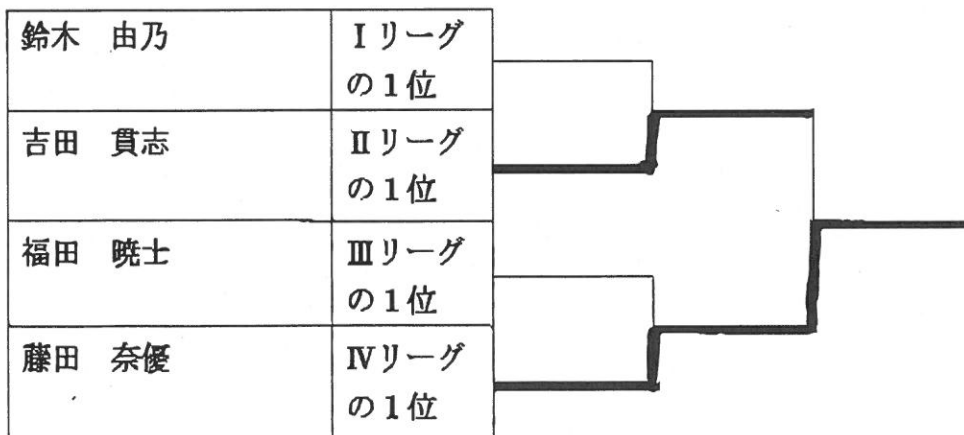 鈴木 由乃 Ⅰリーグ
の1位
吉田 貫志 Ⅱリーグ
の1位
福田 暁士 Ⅲリーグ
の1位
藤田 奈優 Ⅳリーグ
の1位